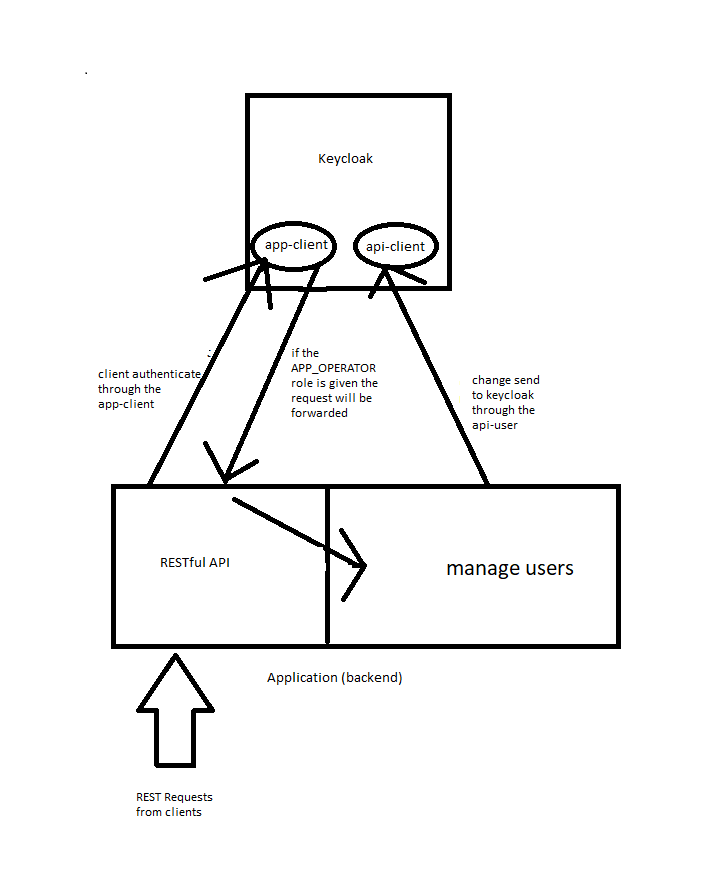 Keycloak
app-client
api-client
client authenticate
through the
app-client
if the
APP_OPERATOR
role is given the
request will be
forwarded
change send
to keycloak
through the
api-user
RESTful API
manage users
Application (backend)
REST Requests
from clients